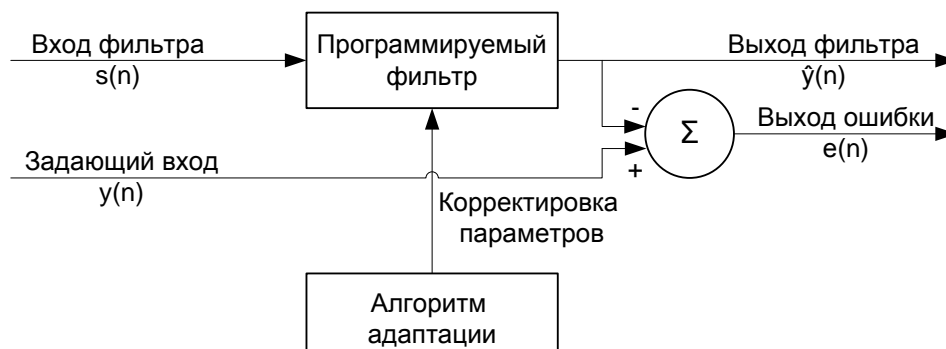 Вход фильтра
s(n)
Программируемый
фильтр
Выход фильтра
ŷ(n)
-
Σ
+
Выход ошибки
e(n)
Задающий вход
y(n)
Корректировка
параметров
Алгоритм
адаптации